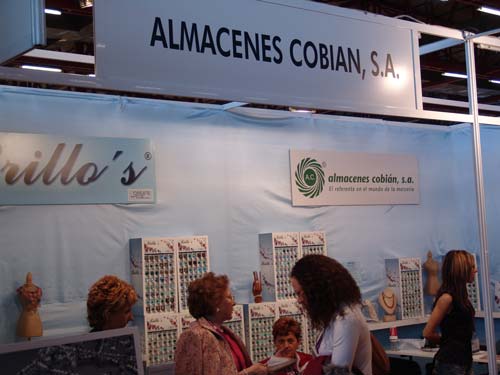 ALMACENES COBIAN, S.A.
rillo´s®
A.C.
almacenes cobián, s.a.
El referente en el mundo de la mercería